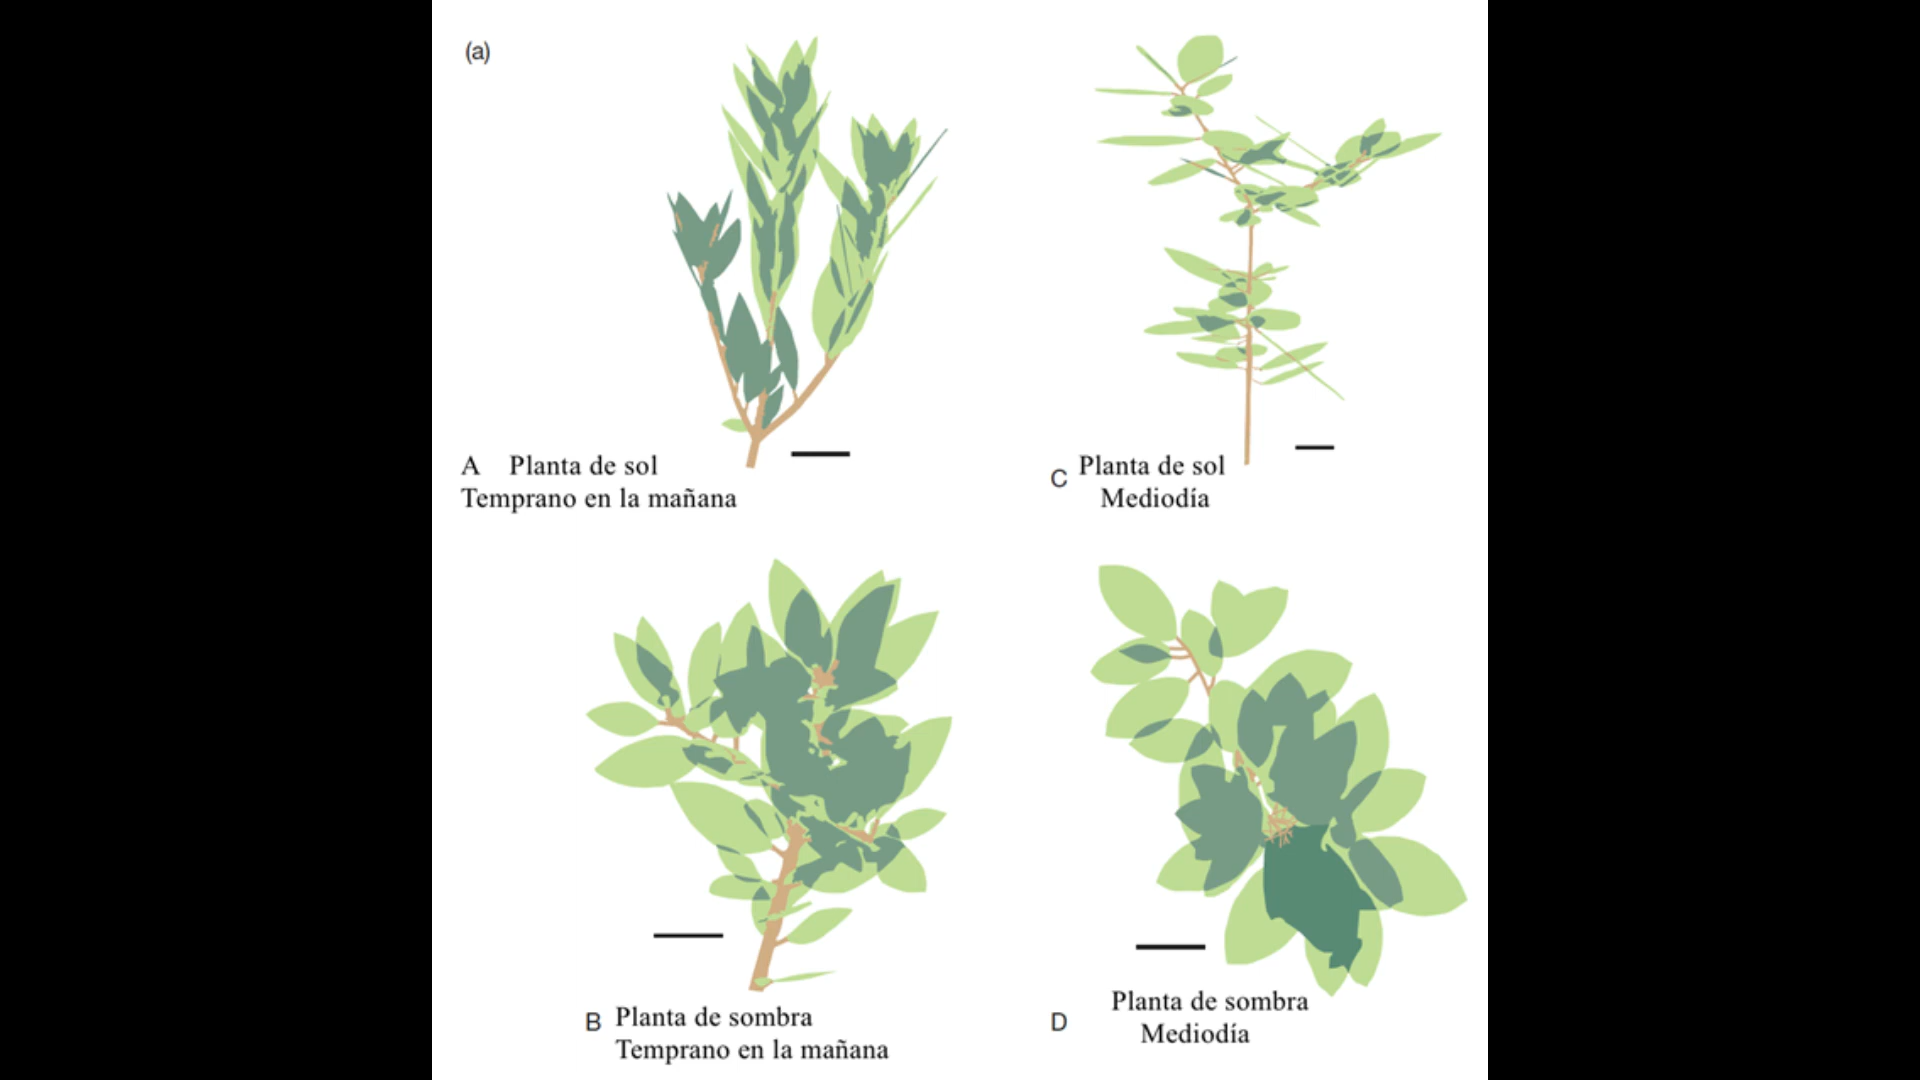 (a)
A Planta de sol
Temprano en la mañana
C Planta de sol
Mediodía
B Planta de sombra
Temprano en la mañana
D Planta de sombra
Mediodía